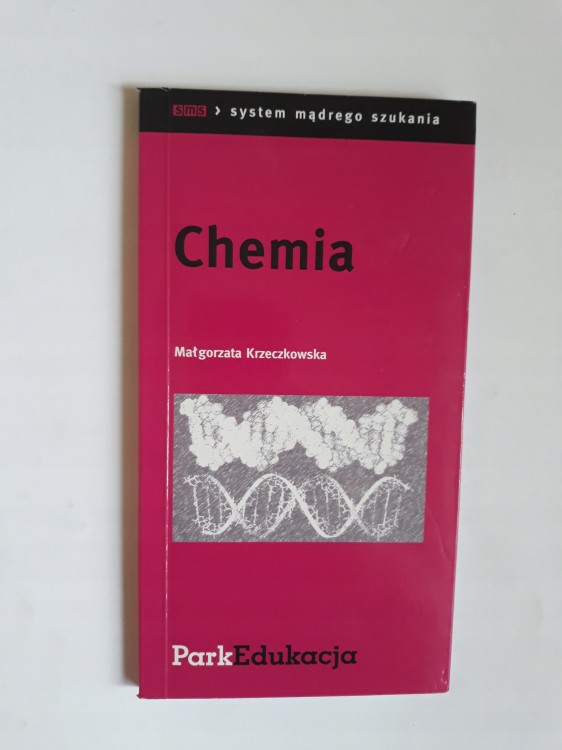 sms › system mądrego szukania
Chemia
Małgorzata Krzeczkowska
ParkEdukacja